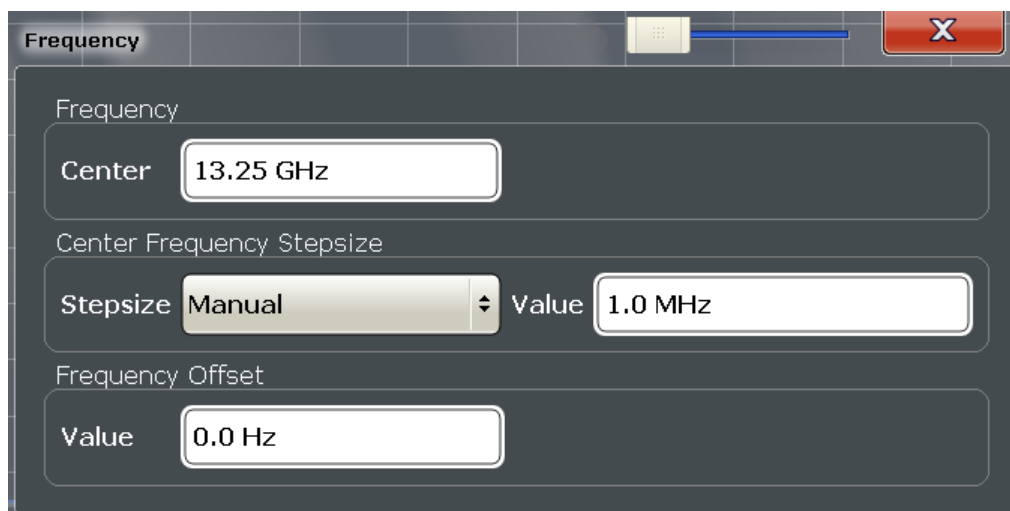 Frequency
X
Frequency
Center 13.25 GHz
Center Frequency Stepsize
Stepsize Manual Value 1.0 MHz
Frequency Offset
Value 0.0 Hz